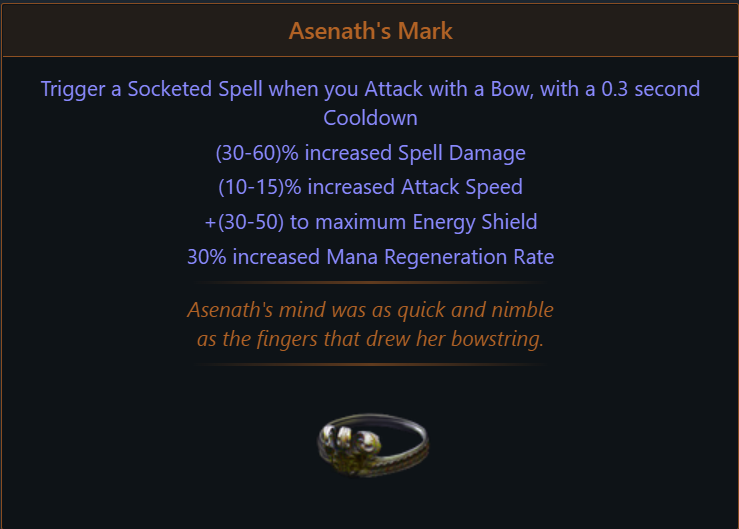 Asenath's Mark
Trigger a Socketed Spell when you Attack with a Bow, with a 0.3 second
Cooldown
(30-60)% increased Spell Damage
(10-15)% increased Attack Speed
+(30-50) to maximum Energy Shield
30% increased Mana Regeneration Rate
Asenath's mind was as quick and nimble
as the fingers that drew her bowstring.